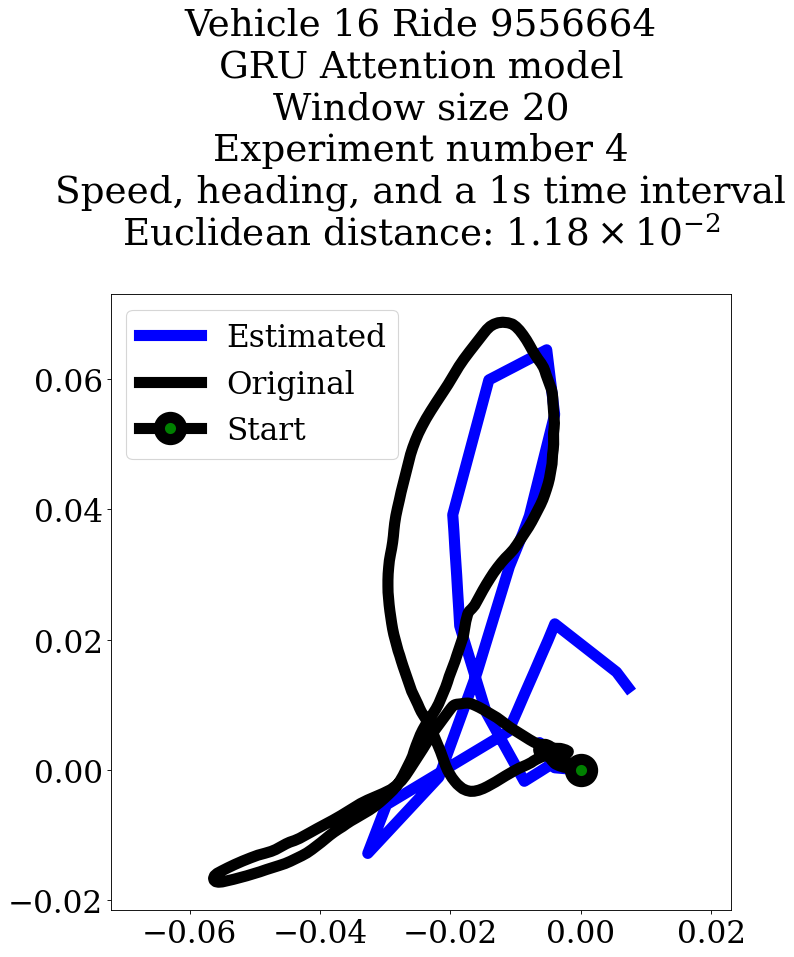 Vehicle 16 Ride 9556664
GRU Attention model
Window size 20
Experiment number 4
Speed, heading, and a 1s time interval
Euclidean distance: 1.18 × 10⁻²
Estimated
Original
Start
0.06
0.04
0.02
0.00
−0.02
−0.06 −0.04 −0.02 0.00 0.02